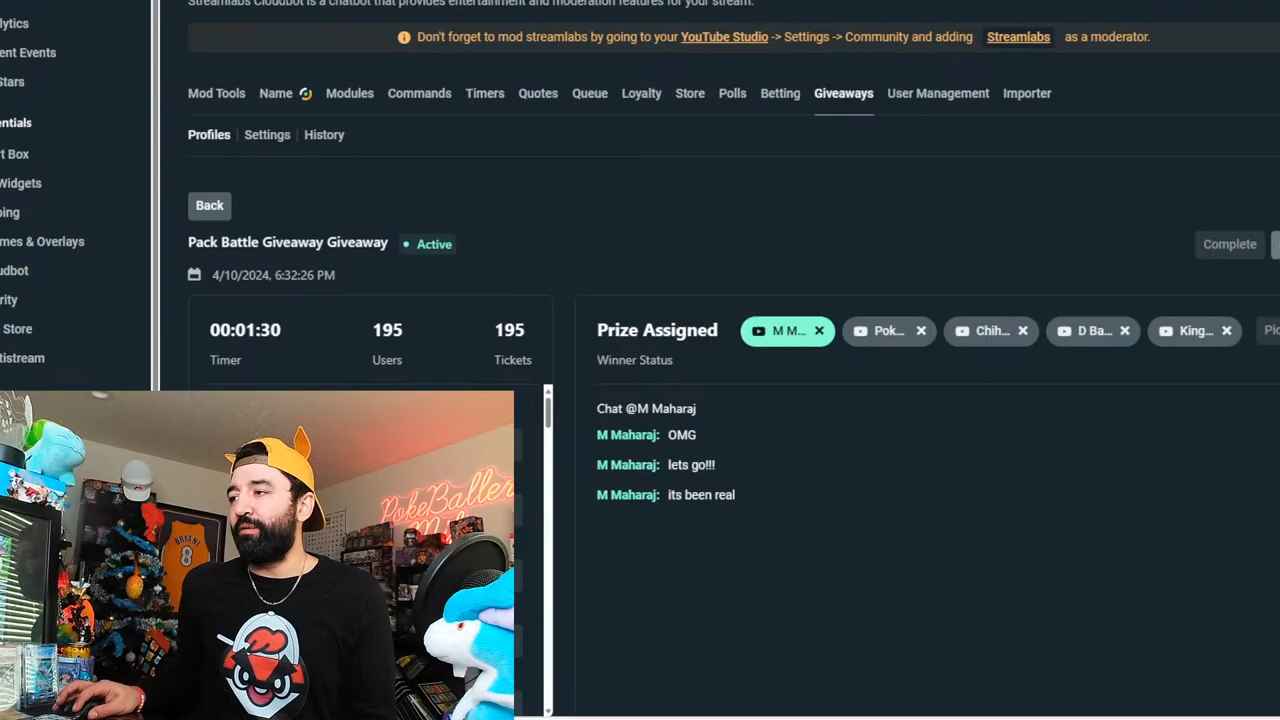 Streamlabs Cloudbot is a chatbot that provides entertainment and moderation features for your stream.
Don't forget to mod streamlabs by going to your YouTube Studio -> Settings -> Community and adding Streamlabs as a moderator.
lytics
ent Events
Stars
entials
t Box
Widgets
ping
mes & Overlays
udbot
rity
Store
tistream
Mod Tools Name Modules Commands Timers Quotes Queue Loyalty Store Polls Betting Giveaways User Management Importer
Profiles Settings History
Back
Pack Battle Giveaway Giveaway Active
Complete
4/10/2024, 6:32:26 PM
00:01:30 195 195
Timer Users Tickets
Prize Assigned M M... Pok... Chih... D Ba... King... Pic
Winner Status
Chat @M Maharaj
M Maharaj: OMG
M Maharaj: lets go!!!
M Maharaj: its been real
PokeBaller
BRYANT
8